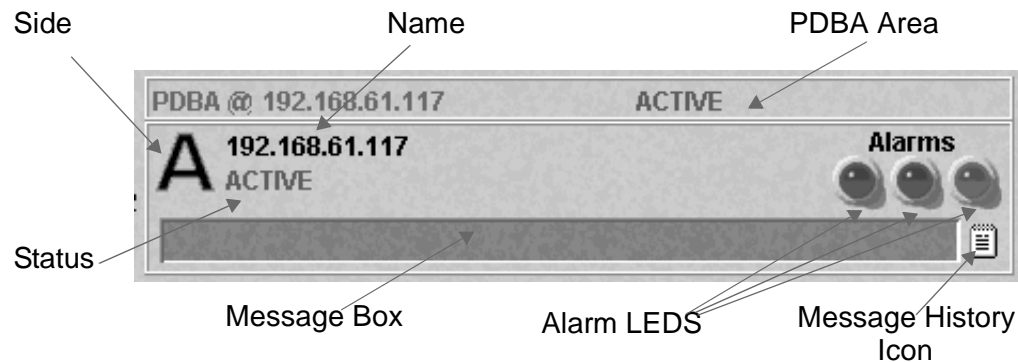 Side
Name
PDBA Area
PDBA @ 192.168.61.117
ACTIVE
A
192.168.61.117
ACTIVE
Alarms
Status
Message Box
Alarm LEDS
Message History
Icon